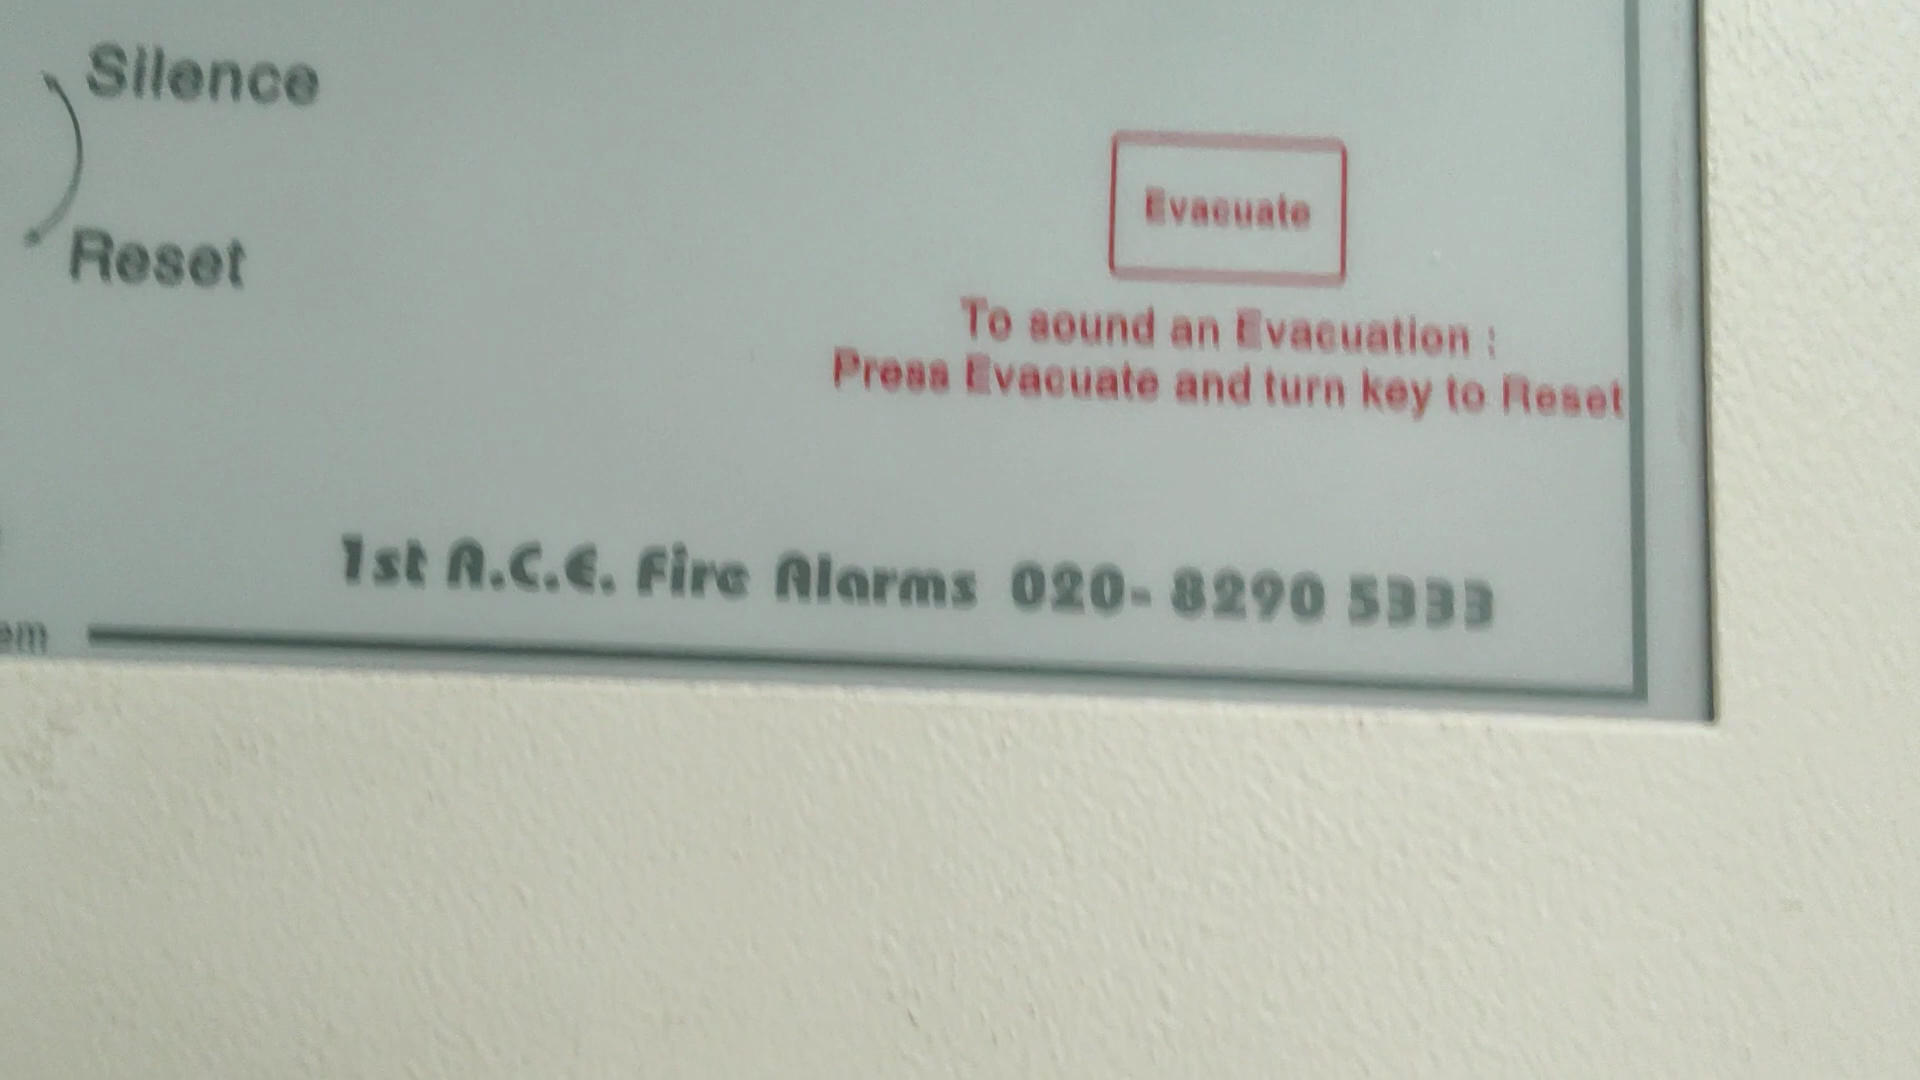 Silence
Reset
Evacuate
To sound an Evacuation :
Press Evacuate and turn key to Reset
1st A.C.E. Fire Alarms 020- 8290 5333